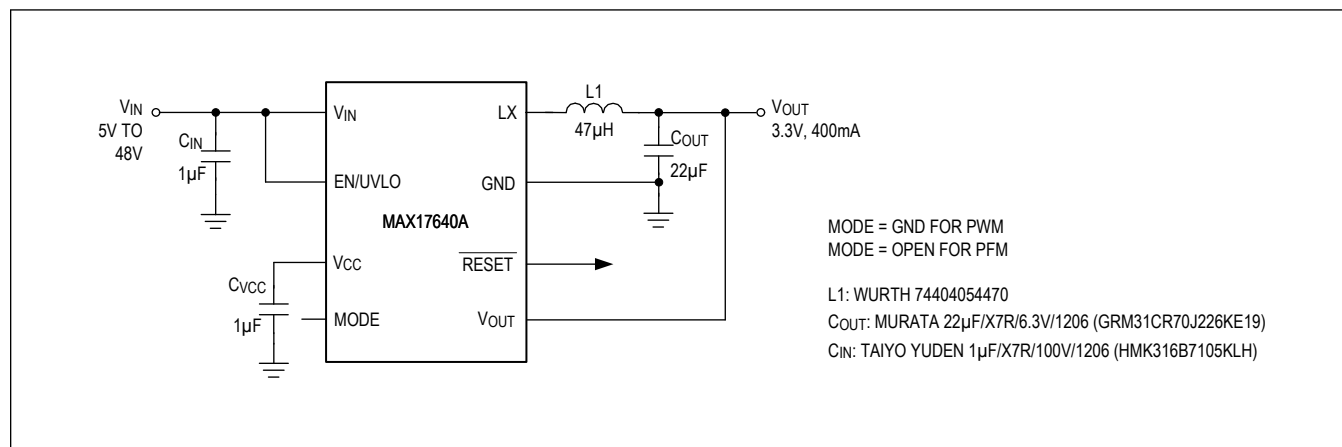 VIN
5V TO
48V
CIN
1µF
VIN
EN/UVLO
MAX17640A
VCC
CVCC
1µF
MODE
LX
GND
RESET
VOUT
L1
47µH
COUT
22µF
VOUT
3.3V, 400mA
MODE = GND FOR PWM
MODE = OPEN FOR PFM
L1: WURTH 74404054470
COUT: MURATA 22µF/X7R/6.3V/1206 (GRM31CR70J226KE19)
CIN: TAIYO YUDEN 1µF/X7R/100V/1206 (HMK316B7105KLH)